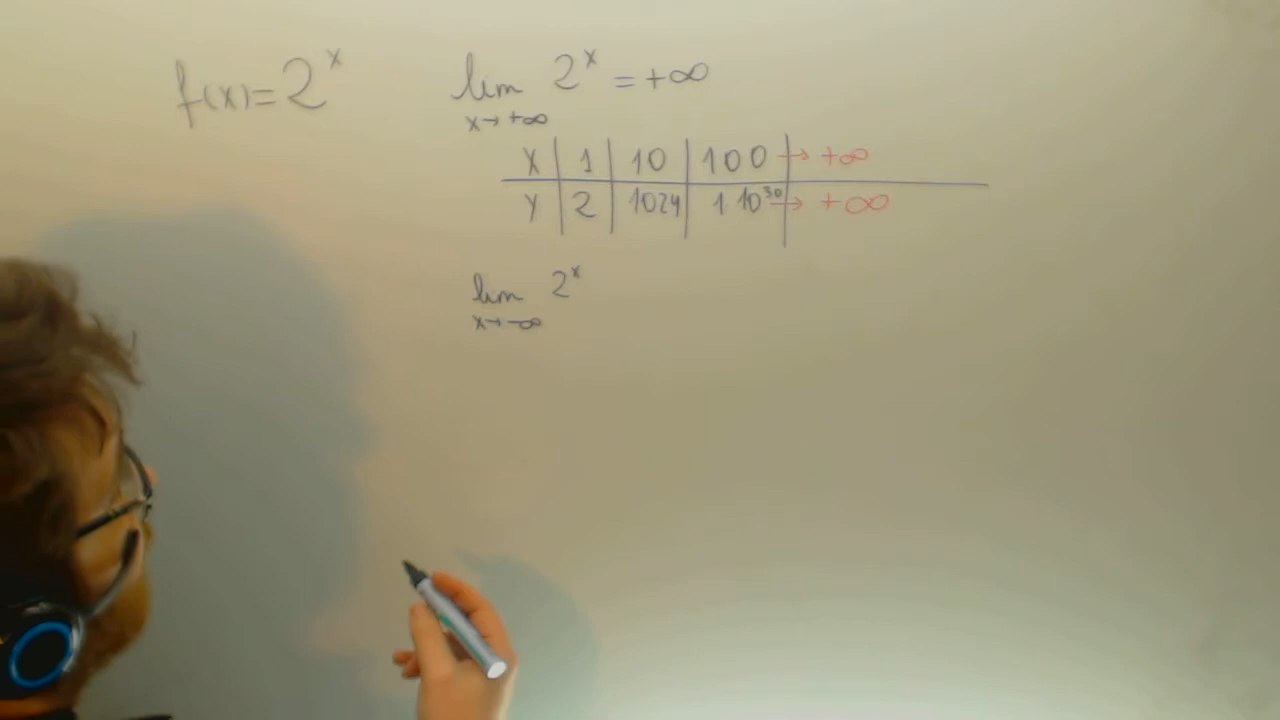 f(x)=2^x
lim 2^x = +∞
x→+∞
x | 1 | 10 | 100 → +∞
y | 2 | 1024 | 1 10^30 → +∞
lim 2^x
x→-∞